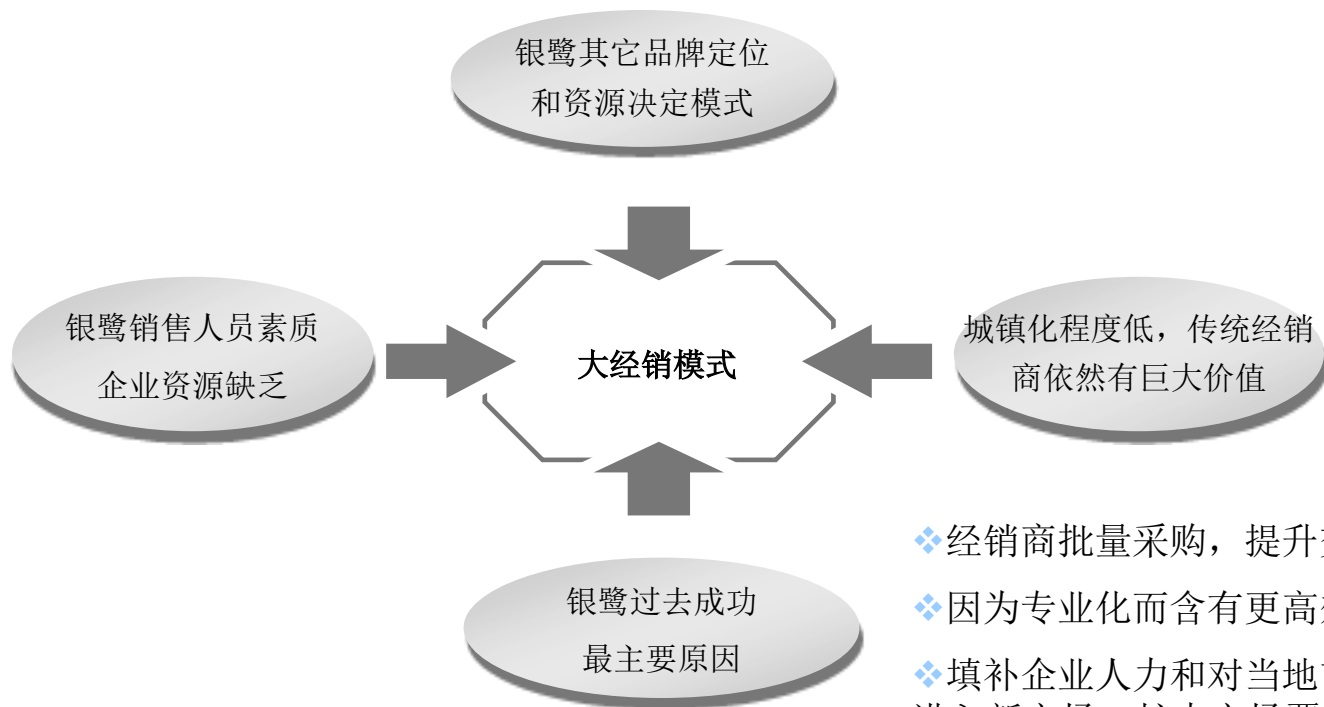 银鹭其它品牌定位
和资源决定模式
银鹭销售人员素质
企业资源缺乏
大经销模式
城镇化程度低，传统经销
商依然有巨大价值
银鹭过去成功
最主要原因
❖经销商批量采购，提升
❖因为专业化而含有更高
❖填补企业人力和对当地